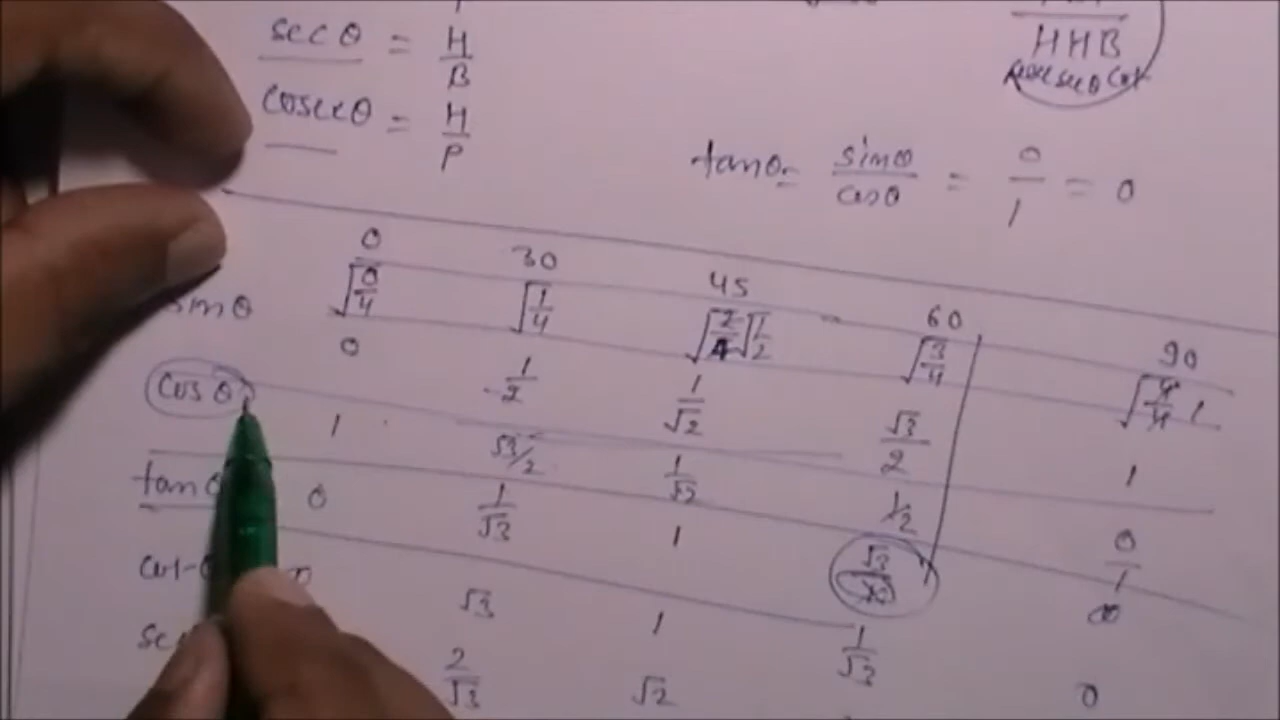 secθ = H/B
HHB
cosecθ = H/P
tanθ = sinθ/cosθ = 0/1 = 0
0 30 45 60 90
sinθ √0/4 √1/4 √2/4 √1/2 √3/4 √4/4 1
0 1/2 1/√2 √3/2 1
cosθ 1 √3/2 1/√2 1/2 0
tanθ 0 1/√3 1 √3 1 ∞
√3 1 1/√3 0
2/√3 √2